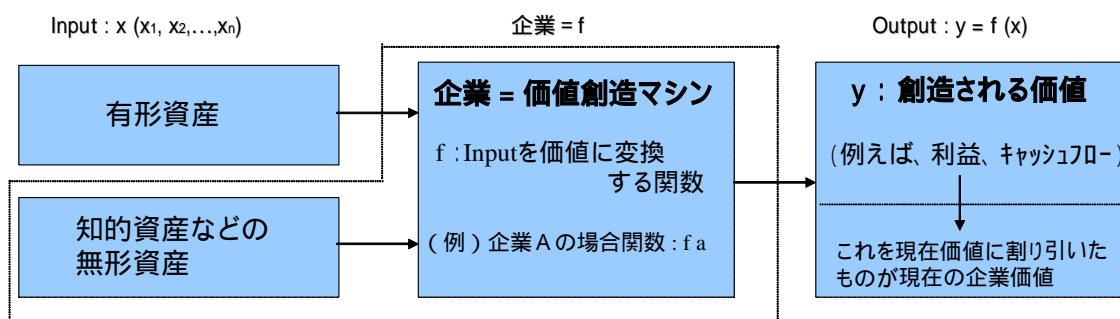 Input : x (x1, x2,…,xn)
企業 = f
Output : y = f (x)
有形資産
知的資産などの
無形資産
企業 = 価値創造マシン
f : Inputを価値に変換
する関数
(例) 企業Aの場合関数 : f a
y : 創造される価値
(例えば、利益、キャッシュフロー)
これを現在価値に割り引いた
ものが現在の企業価値